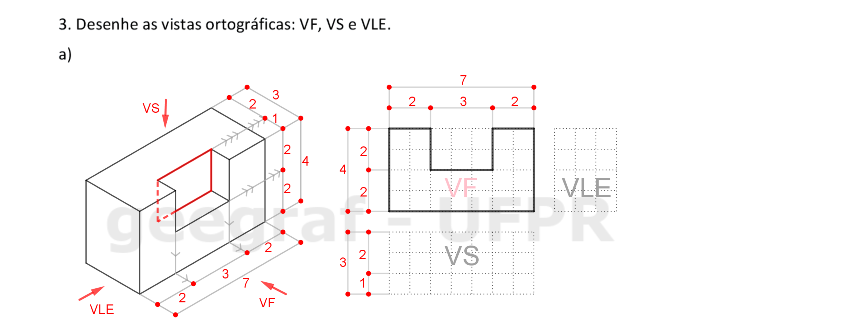 3. Desenhe as vistas ortográficas: VF, VS e VLE.
a)
VS
3
2
1
2
4
2
2
3
7
2
VLE
VF
7
2 3 2
4
2
2
VF
VLE
3
2
1
VS
geegraf - UFPR